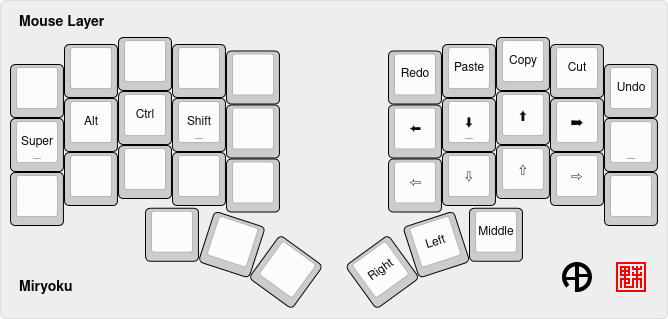 Mouse Layer
Redo Paste Copy Cut Undo
Super Alt Ctrl Shift ⬅ ⬇ ⬆ ➡
⇦ ⇩ ⇧ ⇨
Right Left Middle
Miryoku